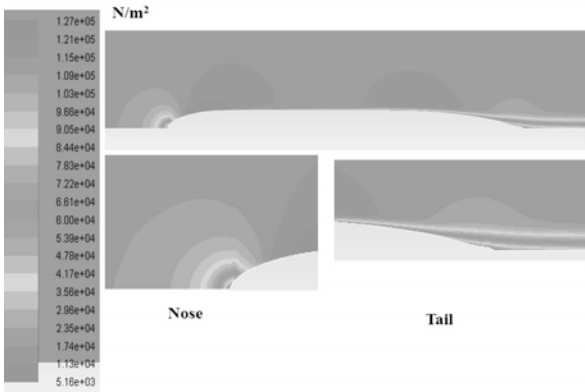 N/m²
1.27e+05
1.21e+05
1.15e+05
1.09e+05
1.03e+05
9.66e+04
9.05e+04
8.44e+04
7.83e+04
7.22e+04
6.61e+04
6.00e+04
5.39e+04
4.78e+04
4.17e+04
3.56e+04
2.96e+04
2.35e+04
1.74e+04
1.13e+04
5.16e+03
Nose
Tail